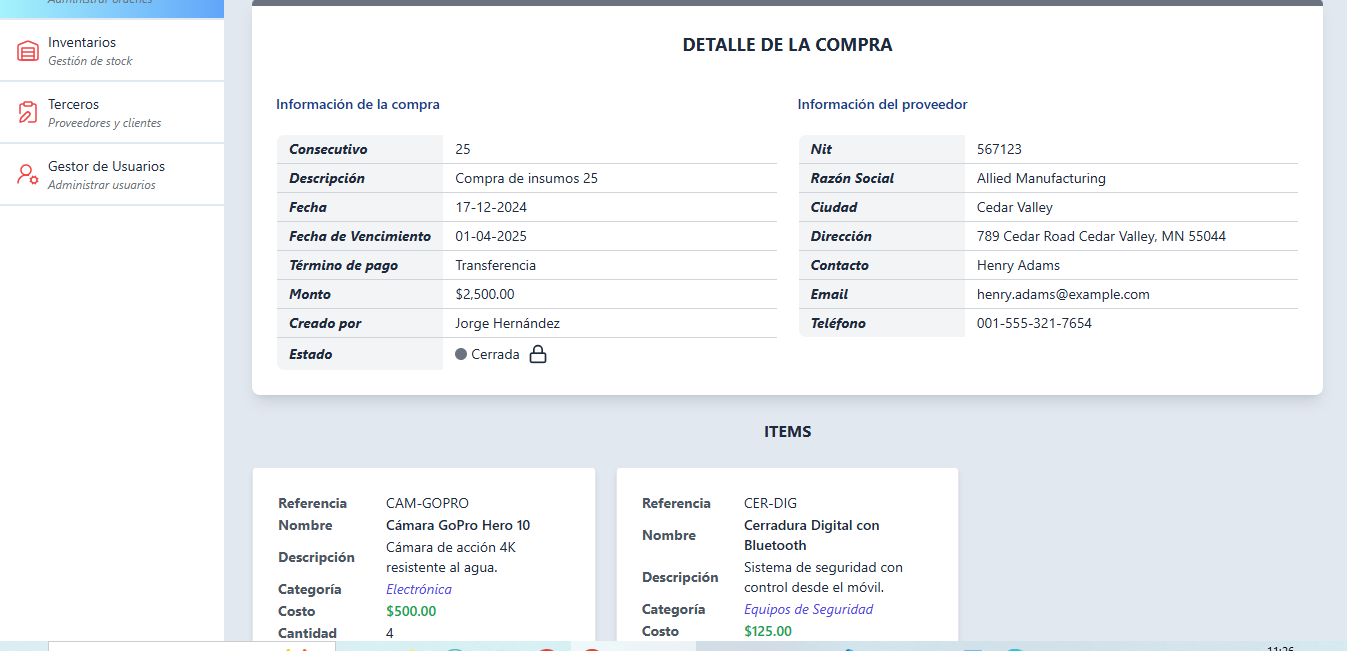 Administrar órdenes
Inventarios
Gestión de stock
Terceros
Proveedores y clientes
Gestor de Usuarios
Administrar usuarios
DETALLE DE LA COMPRA
Información de la compra
Consecutivo 25
Descripción Compra de insumos 25
Fecha 17-12-2024
Fecha de Vencimiento 01-04-2025
Término de pago Transferencia
Monto $2,500.00
Creado por Jorge Hernández
Estado Cerrada
Información del proveedor
Nit 567123
Razón Social Allied Manufacturing
Ciudad Cedar Valley
Dirección 789 Cedar Road Cedar Valley, MN 55044
Contacto Henry Adams
Email henry.adams@example.com
Teléfono 001-555-321-7654
ITEMS
Referencia CAM-GOPRO
Nombre Cámara GoPro Hero 10
Descripción Cámara de acción 4K
resistente al agua.
Categoría Electrónica
Costo $500.00
Cantidad 4
Referencia CER-DIG
Nombre Cerradura Digital con
Bluetooth
Descripción Sistema de seguridad con
control desde el móvil.
Categoría Equipos de Seguridad
Costo $125.00
11:26